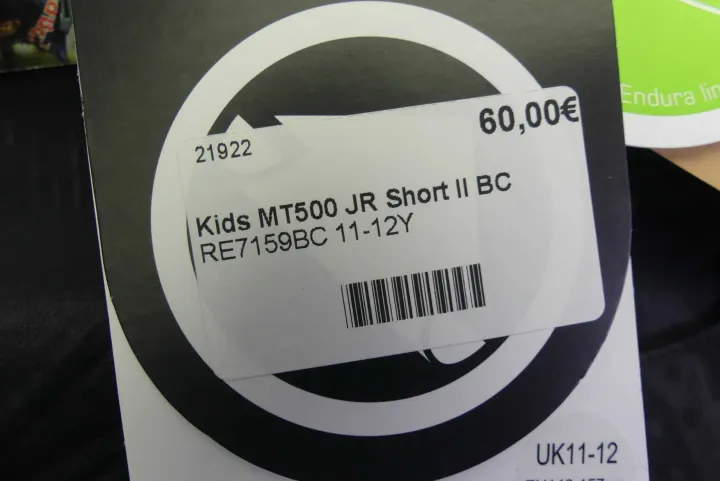 Endura
60,00€
21922
Kids MT500 JR Short II BC
RE7159BC 11-12Y
UK11-12